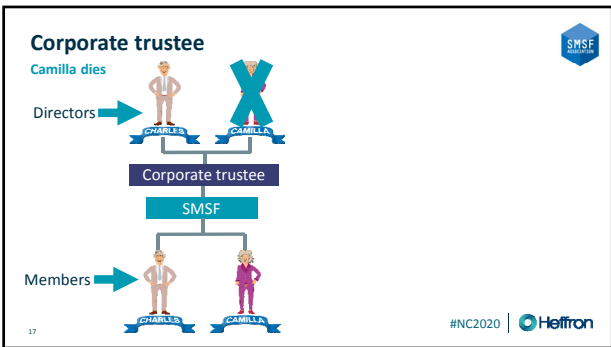 Corporate trustee
SMSF
ASSOCIATION
Camilla dies
Directors
CHARLES
CAMILLA
Corporate trustee
SMSF
Members
CHARLES
CAMILLA
17
#NC2020
Heffron